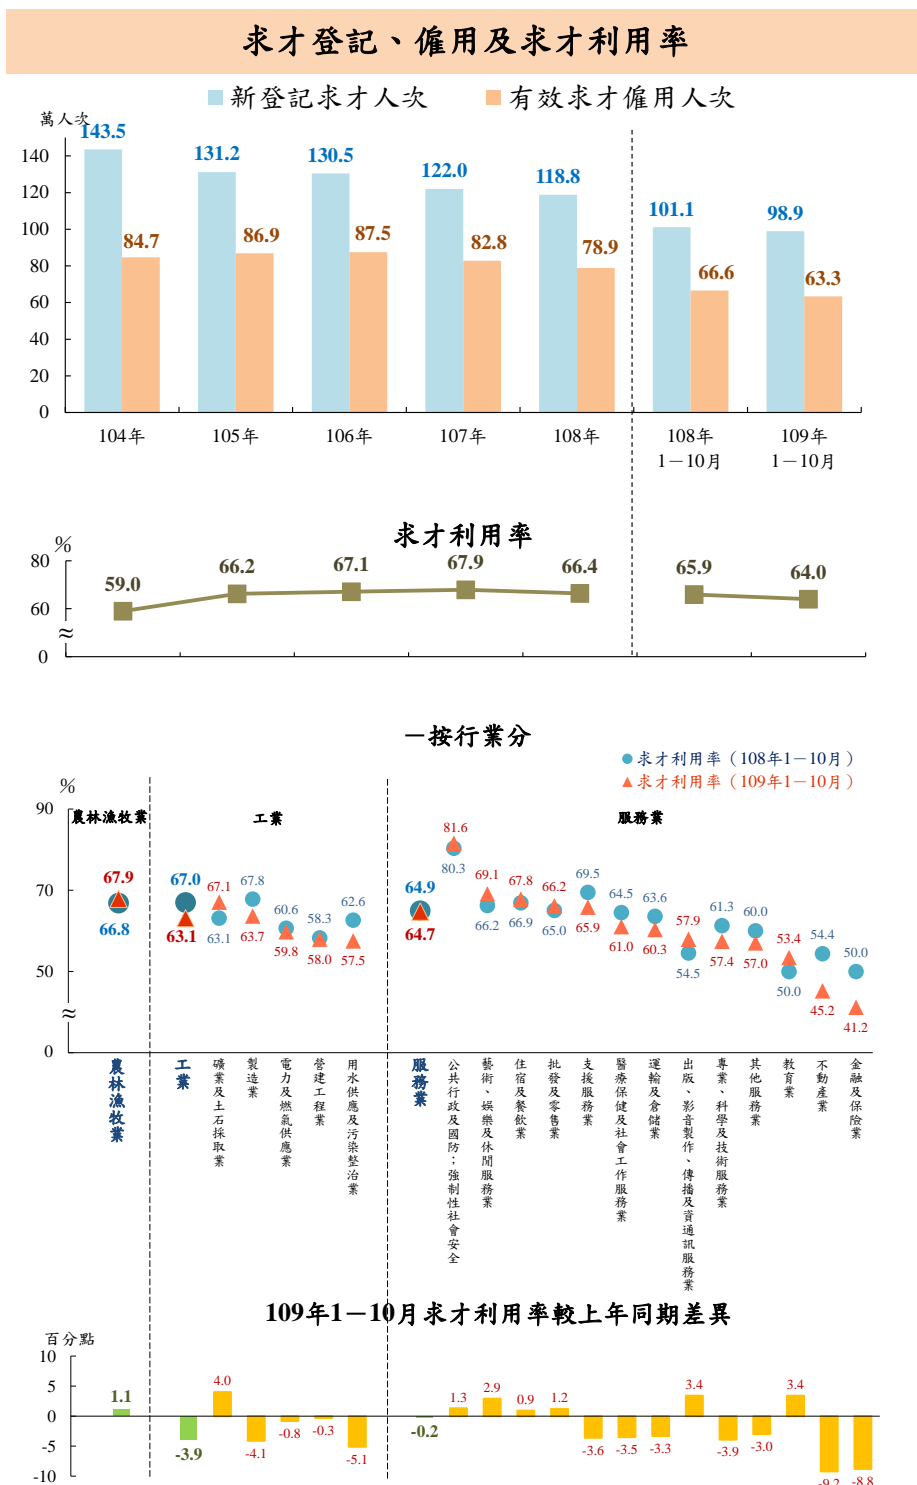 求才登記、僱用及求才利用率
新登記求才人次 有效求才僱用人次
萬人次
143.5 131.2 130.5 122.0 118.8 101.1 98.9
84.7 86.9 87.5 82.8 78.9 66.6 63.3
140
120
100
80
60
40
20
0
104年 105年 106年 107年 108年 108年 109年
1－10月 1－10月
求才利用率
%
80
60
≈
0
59.0 66.2 67.1 67.9 66.4 65.9 64.0
－按行業分
求才利用率（108年1－10月）
求才利用率（109年1－10月）
%
90
70
50
≈
0
農林漁牧業 工業 服務業
67.9 67.0 67.1 67.8 60.6 58.3 62.6 64.9 81.6 69.1 67.8 66.2 69.5 64.5 63.6 57.9 61.3 60.0 53.4 54.4 50.0
66.8 63.1 63.1 63.7 59.8 58.0 57.5 64.7 80.3 66.2 66.9 65.0 65.9 61.0 60.3 54.5 57.4 57.0 50.0 45.2 41.2
農林漁牧業
工業
礦業及土石採取業
製造業
電力及燃氣供應業
營建工程業
用水供應及污染整治業
服務業
公共行政及國防；強制性社會安全
藝術、娛樂及休閒服務業
住宿及餐飲業
批發及零售業
支援服務業
醫療保健及社會工作服務業
運輸及倉儲業
出版、影音製作、傳播及資通訊服務業
專業、科學及技術服務業
其他服務業
教育業
不動產業
金融及保險業
109年1－10月求才利用率較上年同期差異
百分點
10
5
0
-5
-10
1.1 -3.9 4.0 -4.1 -0.8 -0.3 -5.1 -0.2 1.3 2.9 0.9 1.2 -3.6 -3.5 -3.3 3.4 -3.9 -3.0 3.4 -9.2 -8.8